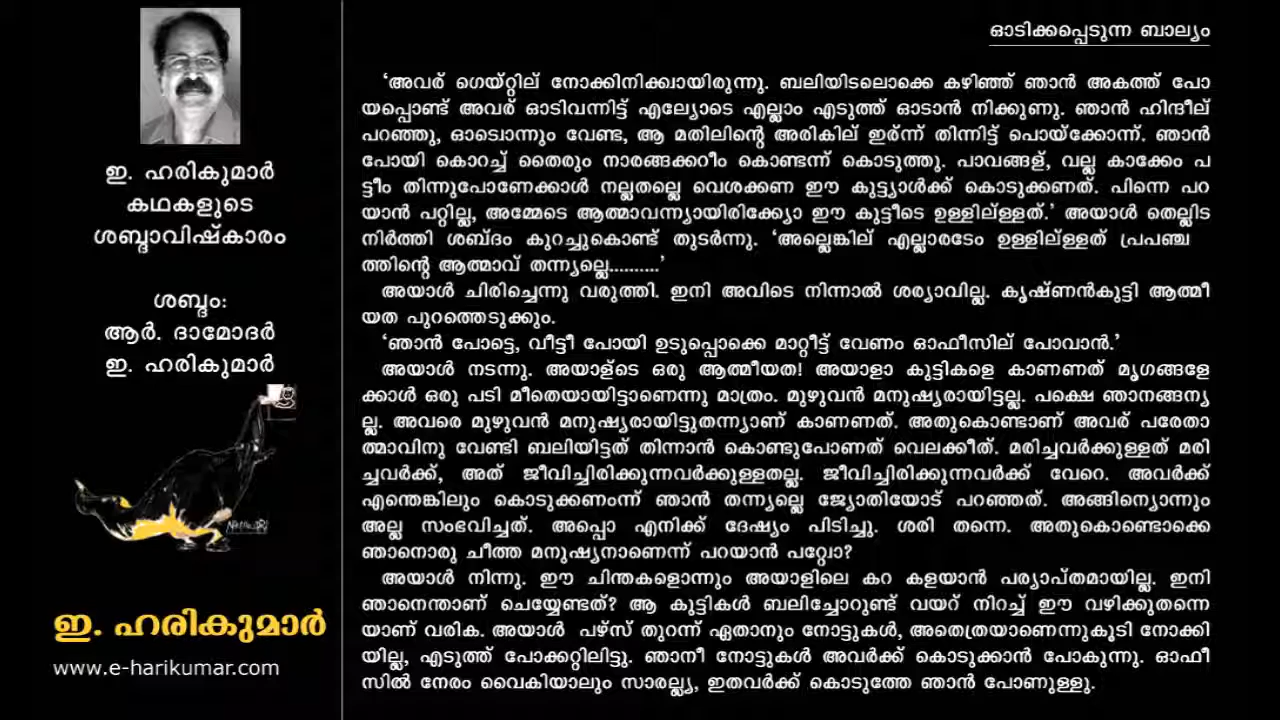 ഇ. ഹരികുമാർ
കഥകളുടെ
ശബ്ദാവിഷ്കാരം
ശബ്ദം:
ആർ. ദാമോദർ
ഇ. ഹരികുമാർ
ഇ. ഹരികുമാർ
www.e-harikumar.com
ഓടിക്കപ്പെടുന്ന ബാല്യം
‘അവര് ഗെയ്റ്റില് നോക്കിനിക്ക്വായിരുന്നു. ബലിയിടലൊക്കെ കഴിഞ്ഞ് ഞാൻ അകത്ത് പോ
യപ്പൊണ്ട് അവര് ഓടിവന്നിട്ട് എല്യോടെ എല്ലാം എടുത്ത് ഓടാൻ നിക്കുണു. ഞാൻ ഹിന്ദീല്
പറഞ്ഞു, ഓട്വൊന്നും വേണ്ട, ആ മതിലിന്റെ അരികില് ഇര്ന്ന് തിന്നിട്ട് പൊയ്ക്കോന്ന്. ഞാൻ
പോയി കൊറച്ച് തൈരും നാരങ്ങക്കറീം കൊണ്ടന്ന് കൊടുത്തു. പാവങ്ങള്, വല്ല കാക്കേം പ
ട്ടീം തിന്നുപോണേക്കാൾ നല്ലതല്ലെ വെശക്കണ ഈ കുട്ട്യാൾക്ക് കൊടുക്കണത്. പിന്നെ പറ
യാൻ പറ്റില്ല, അമ്മേടെ ആത്മാവന്ന്യായിരിക്ക്യോ ഈ കുട്ടീടെ ഉള്ളില്ള്ളത്.’ അയാൾ തെല്ലിട
നിർത്തി ശബ്ദം കുറച്ചുകൊണ്ട് തുടർന്നു. ‘അല്ലെങ്കില് എല്ലാരടേം ഉള്ളില്ള്ളത് പ്രപഞ്ച
ത്തിന്റെ ആത്മാവ് തന്ന്യല്ലെ..........’
അയാൾ ചിരിച്ചെന്നു വരുത്തി. ഇനി അവിടെ നിന്നാൽ ശര്യാവില്ല. കൃഷ്ണൻകുട്ടി ആത്മീ
യത പുറത്തെടുക്കും.
‘ഞാൻ പോട്ടെ, വീട്ടീ പോയി ഉടുപ്പൊക്കെ മാറ്റീട്ട് വേണം ഓഫീസില് പോവാൻ.’
അയാൾ നടന്നു. അയാള്ടെ ഒരു ആത്മീയത! അയാളാ കുട്ടികളെ കാണണത് മൃഗങ്ങളേ
ക്കാൾ ഒരു പടി മീതെയായിട്ടാണെന്നു മാത്രം. മുഴുവൻ മനുഷ്യരായിട്ടല്ല. പക്ഷെ ഞാനങ്ങന്യ
ല്ല. അവരെ മുഴുവൻ മനുഷ്യരായിട്ടുതന്ന്യാണ് കാണണത്. അതുകൊണ്ടാണ് അവര് പരേതാ
ത്മാവിനു വേണ്ടി ബലിയിട്ടത് തിന്നാൻ കൊണ്ടുപോണത് വെലക്കീത്. മരിച്ചവർക്കുള്ളത് മരി
ച്ചവർക്ക്, അത് ജീവിച്ചിരിക്കുന്നവർക്കുള്ളതല്ല. ജീവിച്ചിരിക്കുന്നവർക്ക് വേറെ. അവർക്ക്
എന്തെങ്കിലും കൊടുക്കണംന്ന് ഞാൻ തന്ന്യല്ലെ ജ്യോതിയോട് പറഞ്ഞത്. അങ്ങിന്യൊന്നും
അല്ല സംഭവിച്ചത്. അപ്പൊ എനിക്ക് ദേഷ്യം പിടിച്ചു. ശരി തന്നെ. അതുകൊണ്ടൊക്കെ
ഞാനൊരു ചീത്ത മനുഷ്യനാണെന്ന് പറയാൻ പറ്റ്വോ?
അയാൾ നിന്നു. ഈ ചിന്തകളൊന്നും അയാളിലെ കറ കളയാൻ പര്യാപ്തമായില്ല. ഇനി
ഞാനെന്താണ് ചെയ്യേണ്ടത്? ആ കുട്ടികൾ ബലിച്ചോറുണ്ട് വയറ് നിറച്ച് ഈ വഴിക്കുതന്നെ
യാണ് വരിക. അയാൾ പഴ്സ് തുറന്ന് ഏതാനും നോട്ടുകൾ, അതെത്രയാണെന്നുകൂടി നോക്കി
യില്ല, എടുത്ത് പോക്കറ്റിലിട്ടു. ഞാനീ നോട്ടുകൾ അവർക്ക് കൊടുക്കാൻ പോകുന്നു. ഓഫീ
സിൽ നേരം വൈകിയാലും സാരല്ല്യ, ഇതവർക്ക് കൊടുത്തേ ഞാൻ പോണുള്ളു.